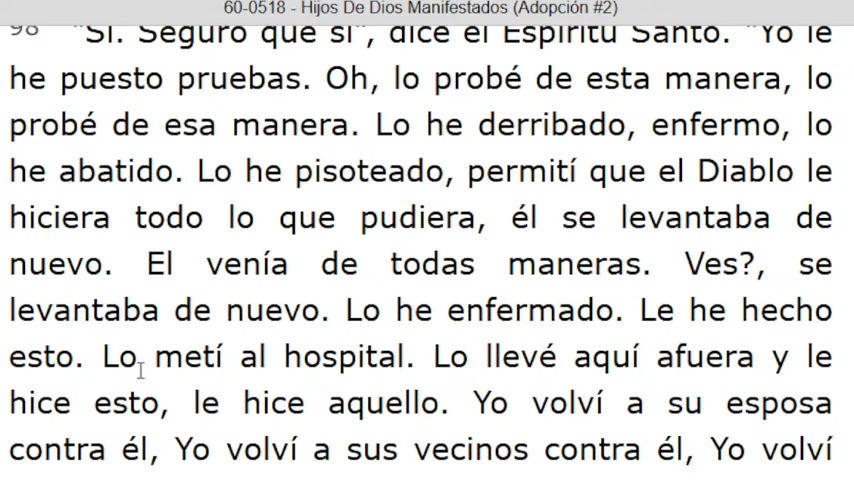 60-0518 - Hijos De Dios Manifestados (Adopción #2)
98 "Sí. Seguro que sí", dice el Espíritu Santo. "Yo le
he puesto pruebas. Oh, lo probé de esta manera, lo
probé de esa manera. Lo he derribado, enfermo, lo
he abatido. Lo he pisoteado, permití que el Diablo le
hiciera todo lo que pudiera, él se levantaba de
nuevo. El venía de todas maneras. Ves?, se
levantaba de nuevo. Lo he enfermado. Le he hecho
esto. Lo metí al hospital. Lo llevé aquí afuera y le
hice esto, le hice aquello. Yo volví a su esposa
contra él, Yo volví a sus vecinos contra él, Yo volví